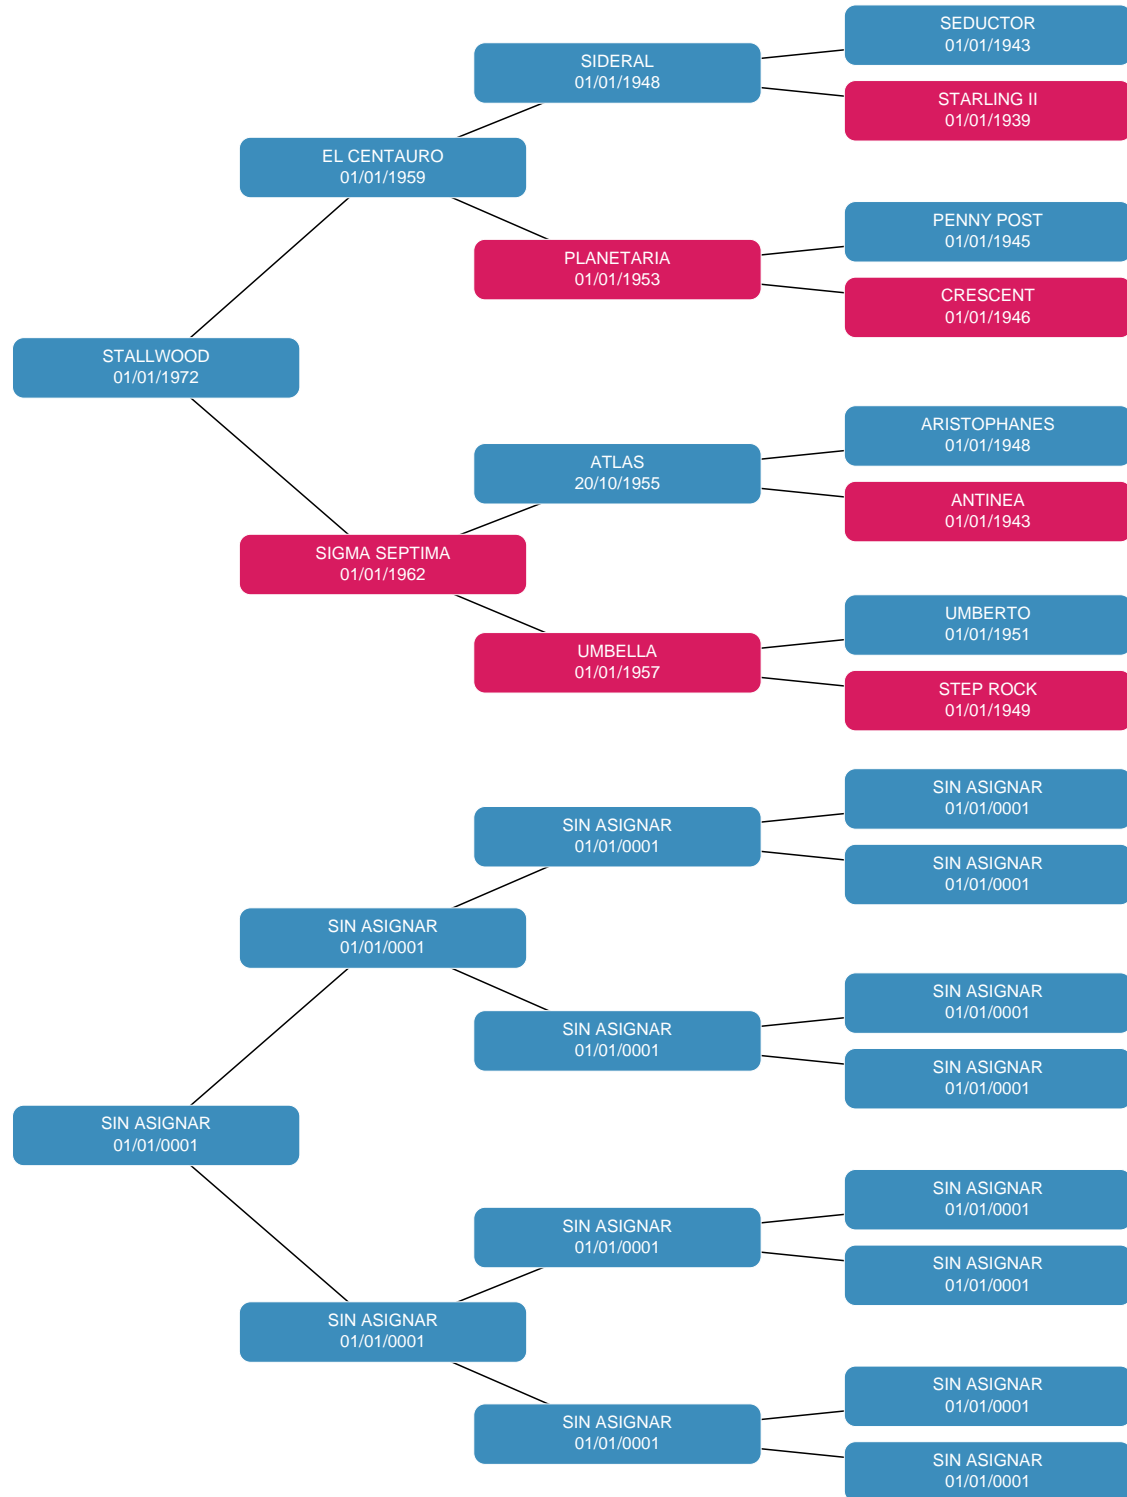 SEDUCTOR
01/01/1943
SIDERAL
01/01/1948
STARLING II
01/01/1939
EL CENTAURO
01/01/1959
PENNY POST
01/01/1945
PLANETARIA
01/01/1953
CRESCENT
01/01/1946
STALLWOOD
01/01/1972
ARISTOPHANES
01/01/1948
ATLAS
20/10/1955
ANTINEA
01/01/1943
SIGMA SEPTIMA
01/01/1962
UMBERTO
01/01/1951
UMBELLA
01/01/1957
STEP ROCK
01/01/1949
SIN ASIGNAR
01/01/0001
SIN ASIGNAR
01/01/0001
SIN ASIGNAR
01/01/0001
SIN ASIGNAR
01/01/0001
SIN ASIGNAR
01/01/0001
SIN ASIGNAR
01/01/0001
SIN ASIGNAR
01/01/0001
SIN ASIGNAR
01/01/0001
SIN ASIGNAR
01/01/0001
SIN ASIGNAR
01/01/0001
SIN ASIGNAR
01/01/0001
SIN ASIGNAR
01/01/0001
SIN ASIGNAR
01/01/0001
SIN ASIGNAR
01/01/0001
SIN ASIGNAR
01/01/0001